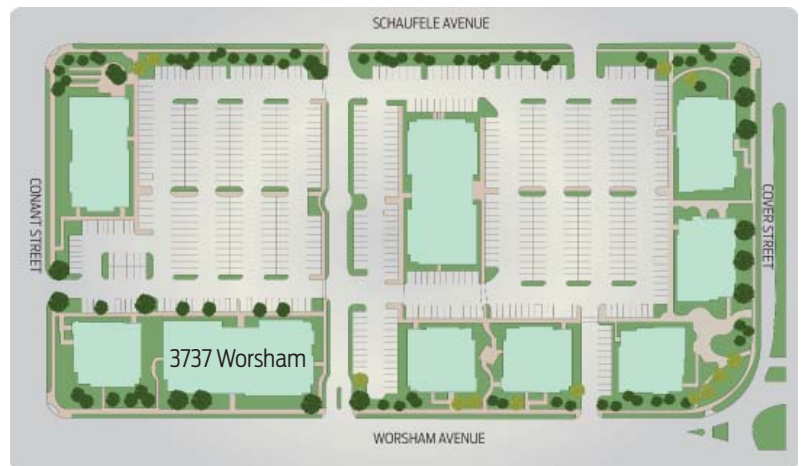 SCHAUFELE AVENUE
CONANT STREET
COVER STREET
3737 Worsham
WORSHAM AVENUE